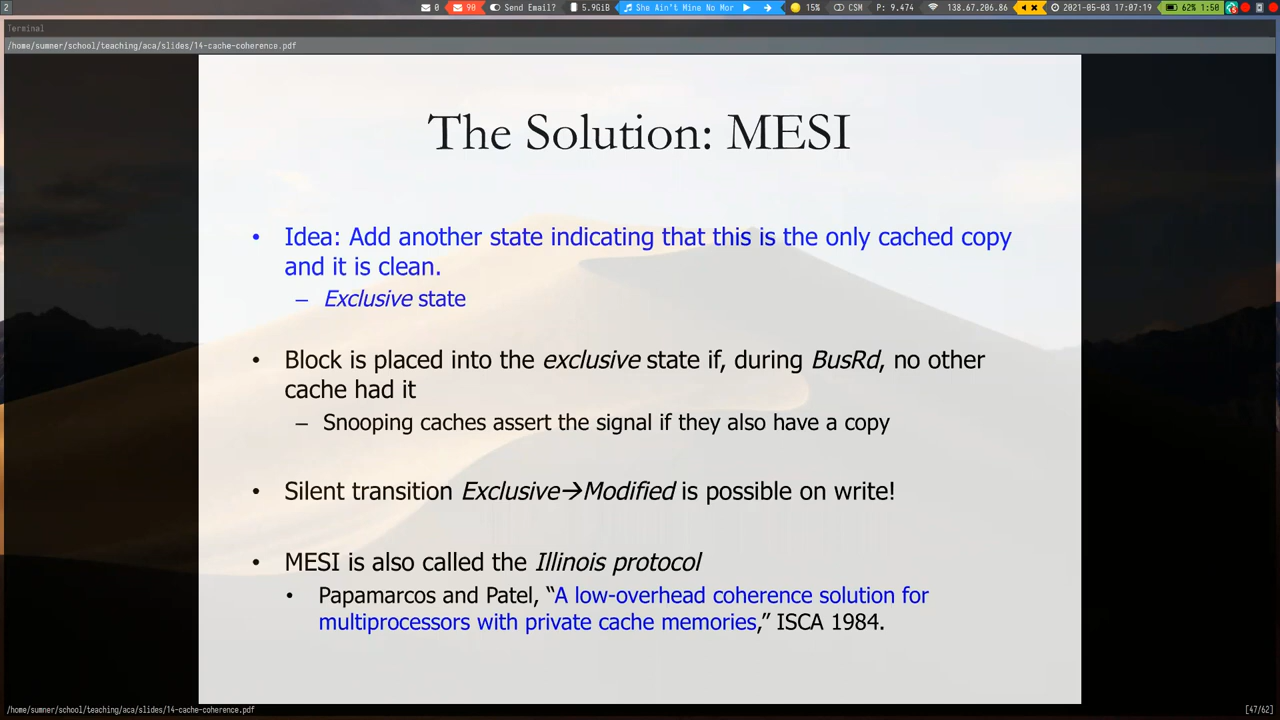 2 0 90 Send Email? 5.9GiB She Ain't Mine No Mor 15% CSM P: 9.474 138.67.206.86 2021-05-03 17:07:19 62% 1:50
Terminal
/home/sumner/school/teaching/aca/slides/14-cache-coherence.pdf
The Solution: MESI
• Idea: Add another state indicating that this is the only cached copy
and it is clean.
– Exclusive state
• Block is placed into the exclusive state if, during BusRd, no other
cache had it
– Snooping caches assert the signal if they also have a copy
• Silent transition Exclusive→Modified is possible on write!
• MESI is also called the Illinois protocol
• Papamarcos and Patel, “A low-overhead coherence solution for
multiprocessors with private cache memories,” ISCA 1984.
/home/sumner/school/teaching/aca/slides/14-cache-coherence.pdf [47/62]